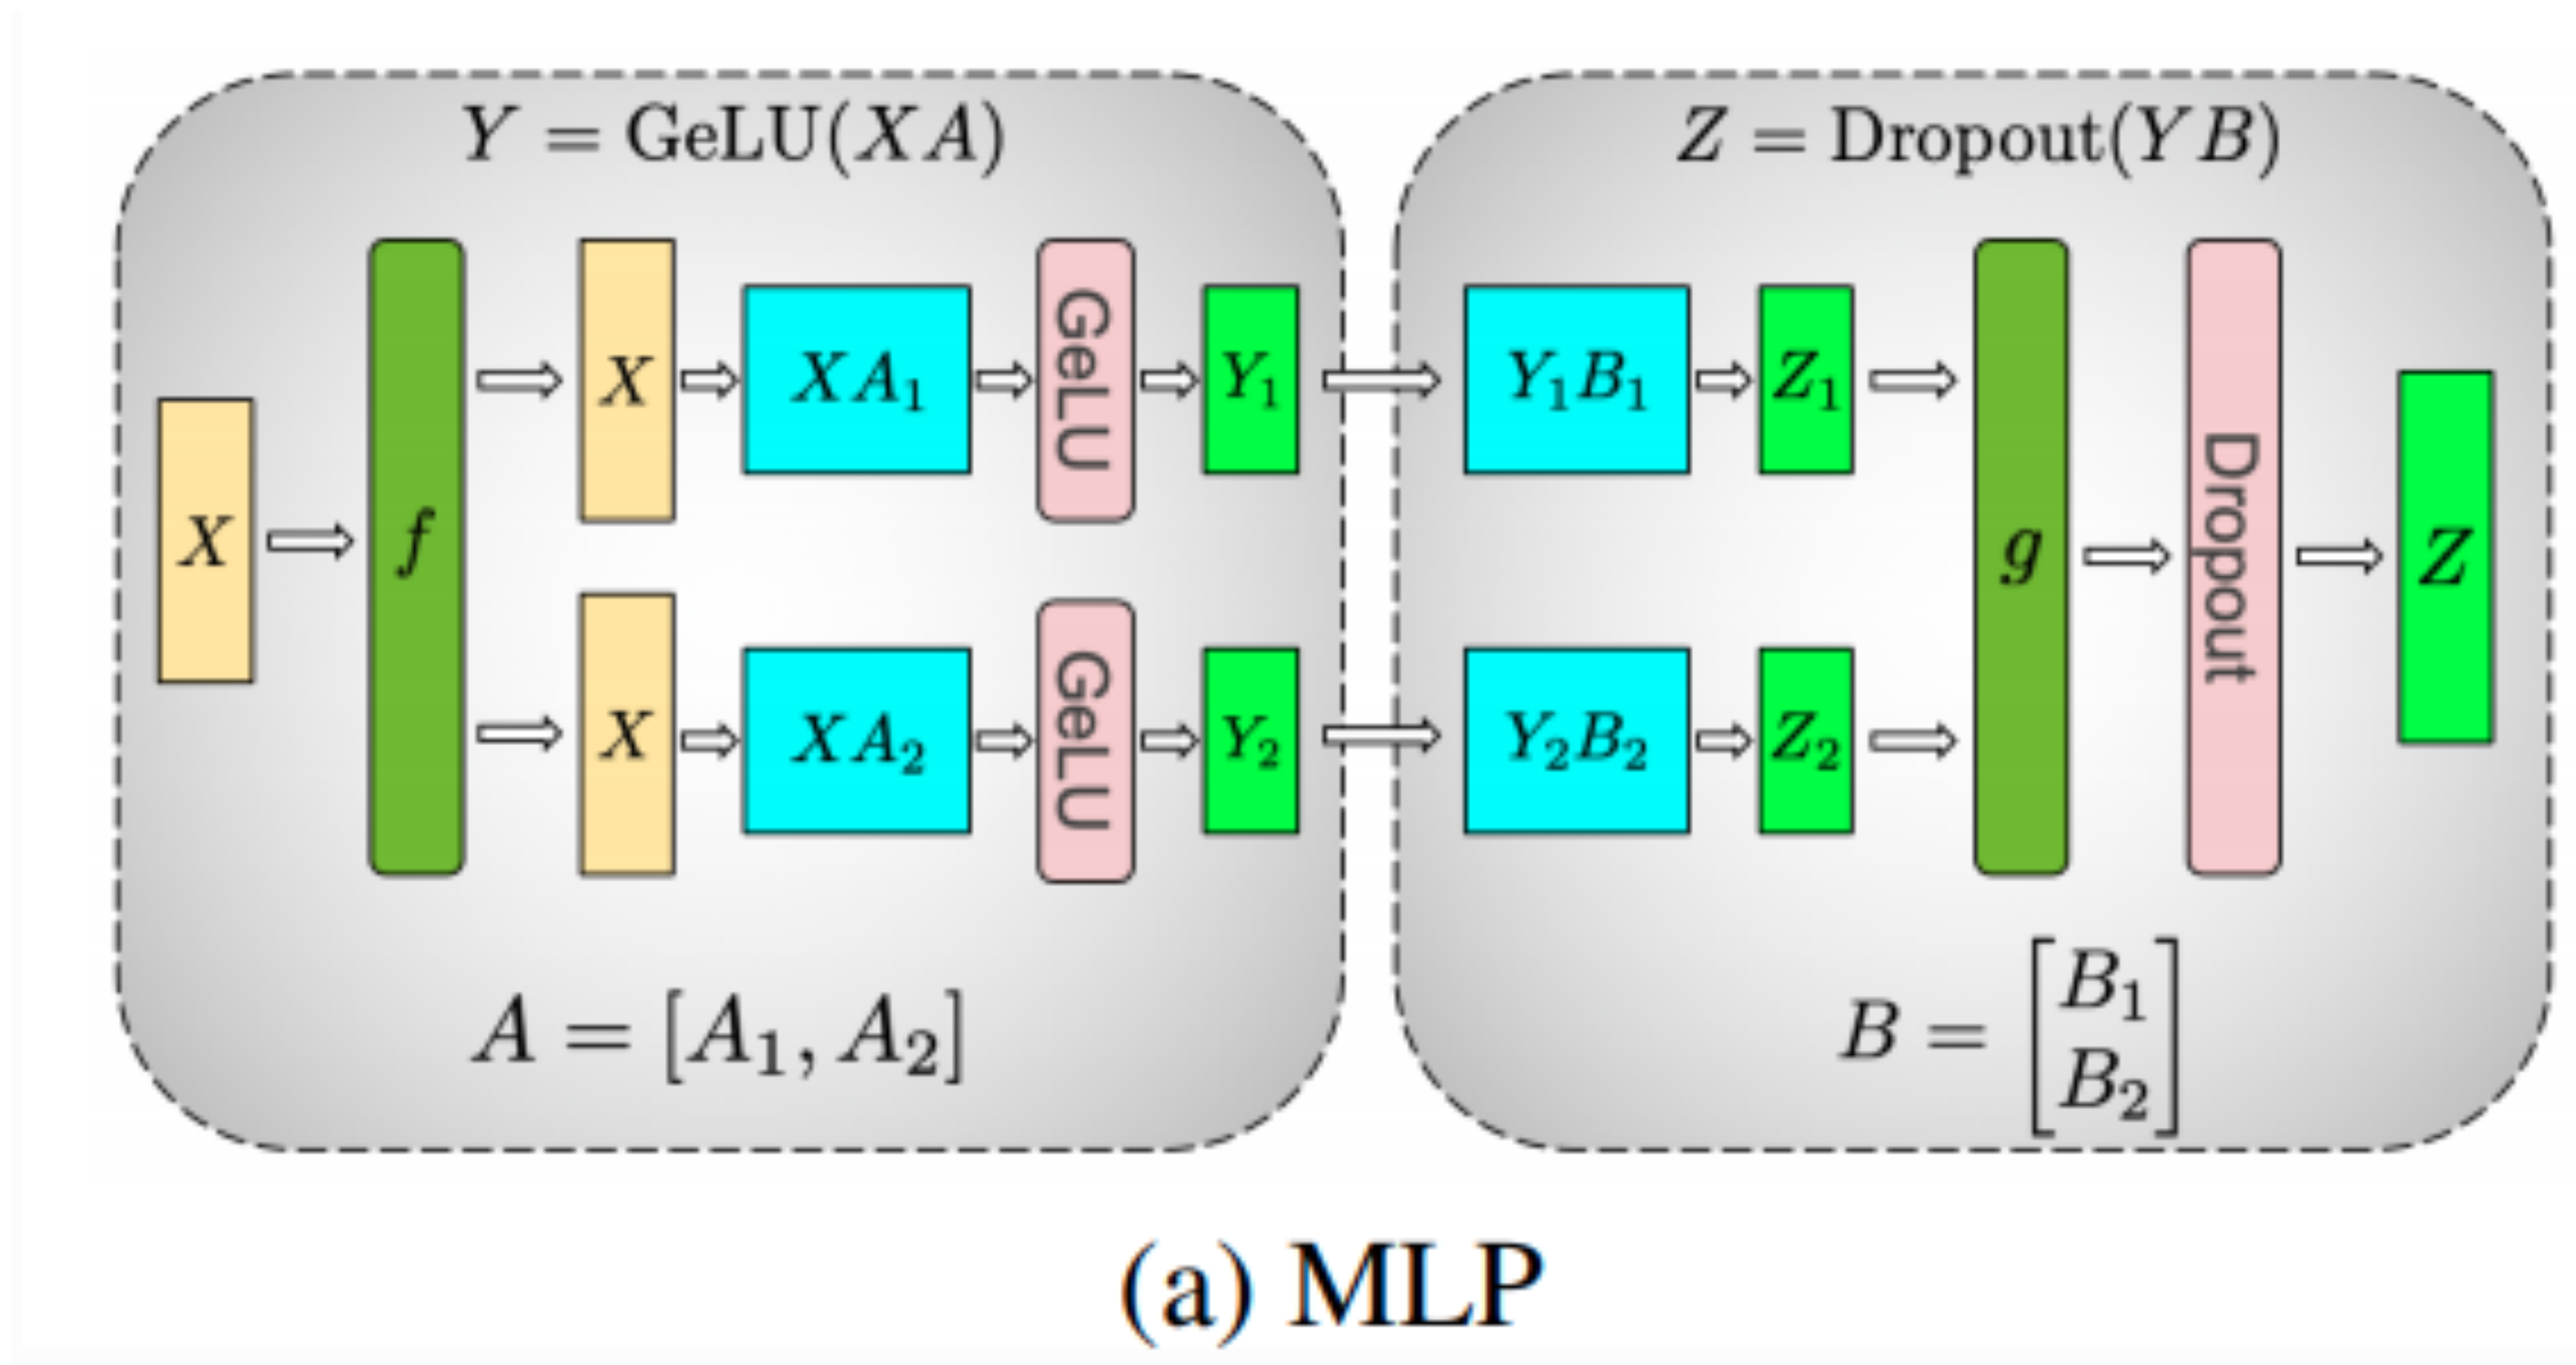 Y = GeLU(XA)
X
f
X
XA₁
GeLU
Y₁
X
XA₂
GeLU
Y₂
A = [A₁, A₂]
Z = Dropout(YB)
Y₁B₁
Z₁
Y₂B₂
Z₂
g
Dropout
Z
B = [B₁
B₂]
(a) MLP